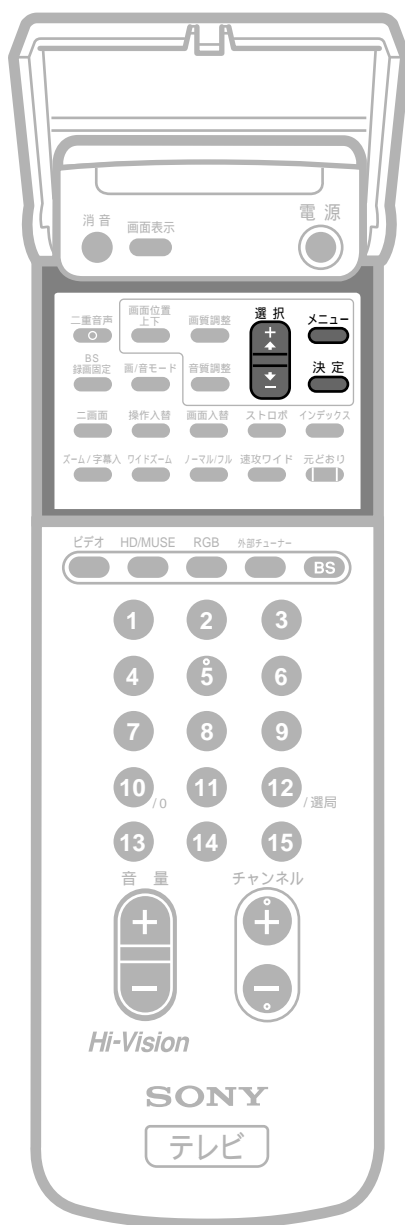 消音 画面表示 電源
二重音声 画面位置上下 画質調整 選択 メニュー
+
BS録画固定 画/音モード 音質調整 決定
−
二画面 操作入替 画面入替 ストロボ インデックス
ズーム/字幕入 ワイドズーム ノーマル/フル 速攻ワイド 元どおり
ビデオ HD/MUSE RGB 外部チューナー BS
1 2 3
4 5 6
7 8 9
10/0 11 12/選局
13 14 15
音量 チャンネル
+ +
− −
Hi-Vision
SONY
テレビ